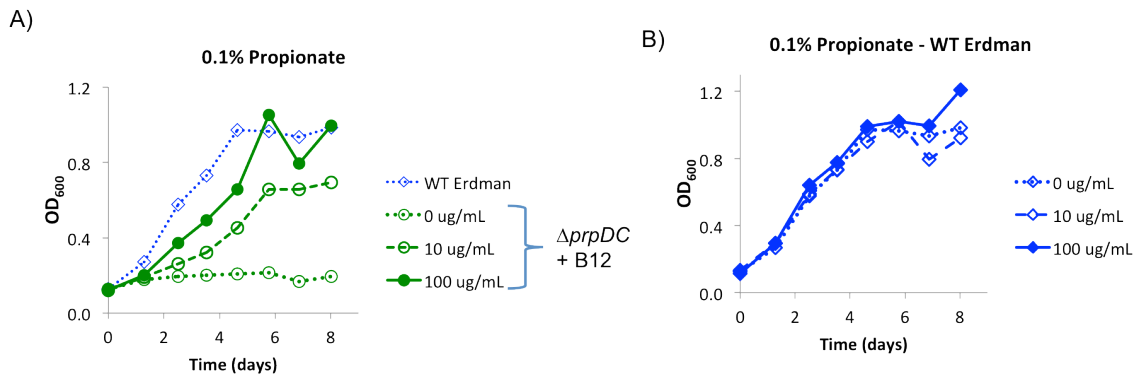 A)
0.1% Propionate
1.2
0.8
0.4
0.0
OD600
0 2 4 6 8
Time (days)
WT Erdman
0 ug/mL
10 ug/mL
100 ug/mL
ΔprpDC
+ B12
B)
0.1% Propionate - WT Erdman
1.2
0.8
0.4
0.0
OD600
0 2 4 6 8
Time (days)
0 ug/mL
10 ug/mL
100 ug/mL